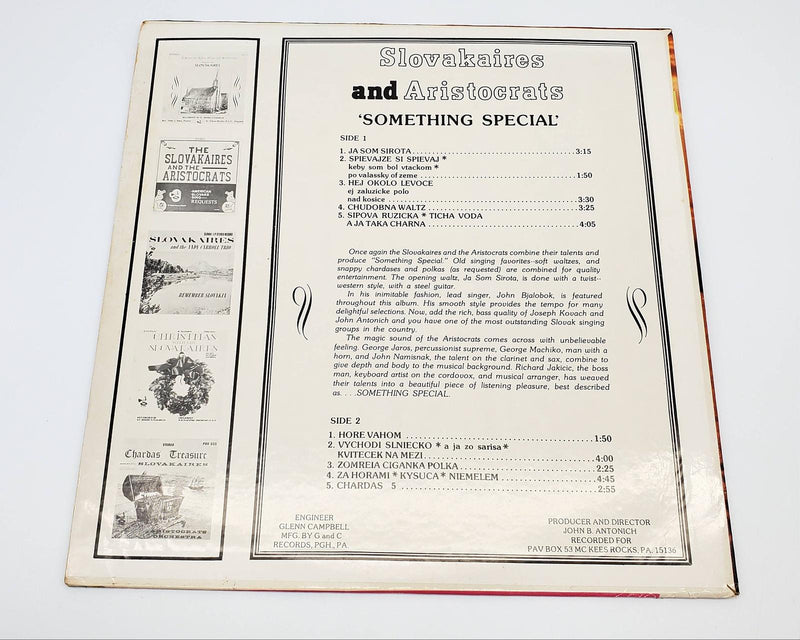 Slovakaires
and Aristocrats
'SOMETHING SPECIAL'
SIDE 1
1. JA SOM SIROTA 3:15
2. SPIEVAJZE SI SPIEVAJ *
keby som bol vtackom *
po valassky of zeme 1:50
3. HEJ OKOLO LEVOCE
ej zaluzicke polo
nad kosice 3:30
4. CHUDOBNA WALTZ 3:25
5. SIPOVA RUZICKA * TICHA VODA
A JA TAKA CHARNA 4:05
Once again the Slovakaires and the Aristocrats combine their talents and
produce "Something Special." Old singing favorites--soft waltzes, and
snappy chardases and polkas (as requested) are combined for quality
entertainment. The opening waltz, Ja Som Sirota, is done with a twist--
western style, with a steel guitar.
In his inimitable fashion, lead singer, John Bjalobok, is featured
throughout this album. His smooth style provides the tempo for many
delightful selections. Now, add the rich, bass quality of Joseph Kovach and
John Antonich and you have one of the most outstanding Slovak singing
groups in the country.
The magic sound of the Aristocrats comes across with unbelievable
feeling. George Jaros, percussionist supreme, George Machiko, man with a
horn, and John Namisnak, the talent on the clarinet and sax, combine to
give depth and body to the musical background. Richard Jakicic, the boss
man, keyboard artist on the cordovox, and musical arranger, has weaved
their talents into a beautiful piece of listening pleasure, best described
as. . . .SOMETHING SPECIAL.
SIDE 2
1. HORE VAHOM 1:50
2. VYCHODI SLNIECKO * a ja zo sarisa *
KVITECEK NA MEZI 4:00
3. ZOMREIA CIGANKA POLKA 2:25
4. ZA HORAMI * KYSUCA * NIEMELEM 4:45
5. CHARDAS 5 2:55
ENGINEER
GLENN CAMPBELL
MFG. BY G and C
RECORDS, PGH., PA.
PRODUCER AND DIRECTOR
JOHN B. ANTONICH
RECORDED FOR
PAV BOX 53 MC KEES ROCKS, PA. 15136
SLOVAKAIRES
THE
SLOVAKAIRES
AND THE
ARISTOCRATS
AMERICAN
SLOVAK
REQUESTS
SLOVAKAIRES
REMEMBER SLOVAKIA
CHRISTMAS
SLOVAKAIRES
STEREO
Chardas Treasure
SLOVAKAIRES
ARISTOCRATS
ORCHESTRA